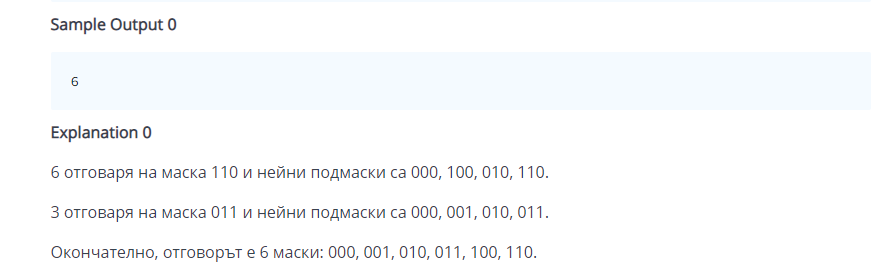 Sample Output 0
6
Explanation 0
6 отговаря на маска 110 и нейни подмаски са 000, 100, 010, 110.
3 отговаря на маска 011 и нейни подмаски са 000, 001, 010, 011.
Окончателно, отговорът е 6 маски: 000, 001, 010, 011, 100, 110.